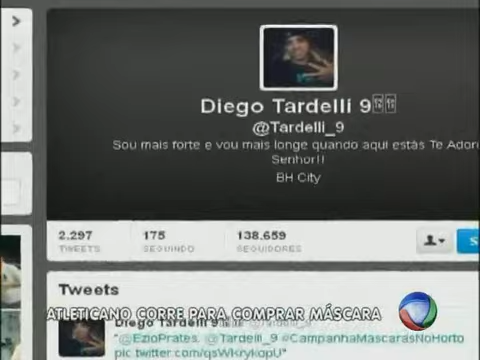 Diego Tardelli 9
@Tardelli_9
Sou mais forte e vou mais longe quando aqui estás Te Ador
Senhor!!
BH City
2.297
TWEETS
175
SEGUINDO
138.659
SEGUIDORES
S
Tweets
ATLETICANO CORRE PARA COMPRAR MÁSCARA
Diego Tardelli 9
"@EzioPrates, @Tardelli_9 #CampanhaMascarasNoHorto
pic twitter.com/qsWkrykopU"